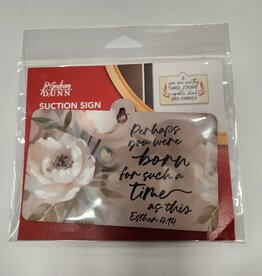 P. Graham
DUNN
SUCTION SIGN
you are worthy
LOVED, STRONG
capable, kind
AND ENOUGH
Perhaps
you were
born
for such a
time
as this
Esther 4:14